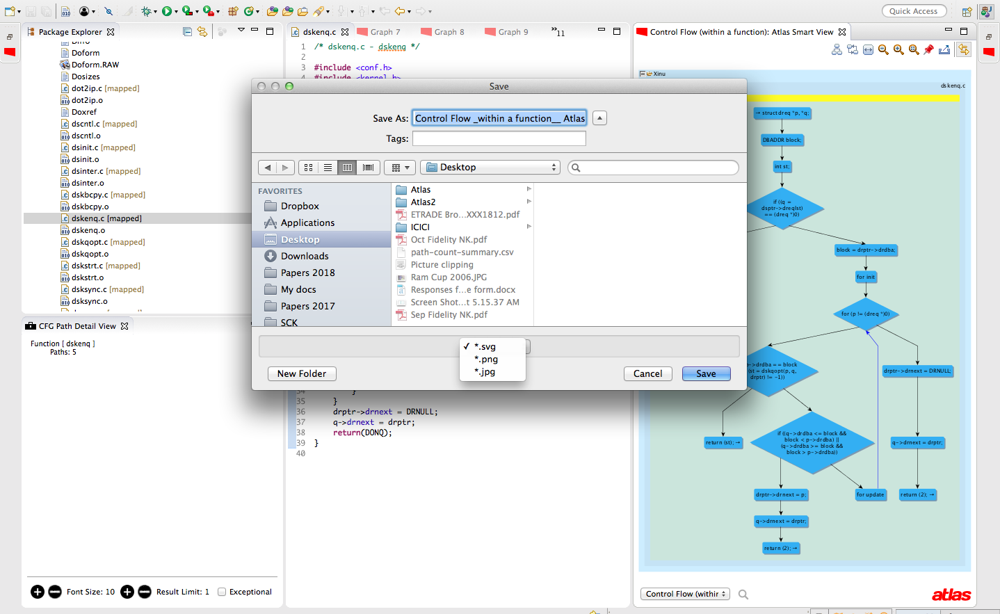 Quick Access
Package Explorer
Doform
Doform.RAW
Dosizes
dot2ip.c [mapped]
dot2ip.o
Doxref
dscntl.c [mapped]
dscntl.o
dsinit.c [mapped]
dsinit.o
dsinter.c [mapped]
dsinter.o
dskbcpy.c [mapped]
dskbcpy.o
dskenq.c [mapped]
dskenq.o
dskqopt.c [mapped]
dskqopt.o
dskstrt.c [mapped]
dskstrt.o
dsksync.c [mapped]
dsksync.o
CFG Path Detail View
Function [ dskenq ]
Paths: 5
Font Size: 10
Result Limit: 1
Exceptional
dskenq.c
Graph 7
Graph 8
Graph 9
»11
1 /* dskenq.c - dskenq */
2
3 #include <conf.h>
4 #include <kernel.h>
Save
Save As: Control Flow _within a function__ Atlas
Tags:
Desktop
FAVORITES
Dropbox
Applications
Desktop
Downloads
Papers 2018
My docs
Papers 2017
SCK
Atlas
Atlas2
ETRADE Bro...XXX1812.pdf
ICICI
Oct Fidelity NK.pdf
path-count-summary.csv
Picture clipping
Ram Cup 2006.JPG
Responses f...e form.docx
Screen Shot...t 5.15.37 AM
Sep Fidelity NK.pdf
✓ *.svg
*.png
*.jpg
New Folder
Cancel
Save
34 }
35 }
36 drptr->drnext = DRNULL;
37 q->drnext = drptr;
38 return(DONQ);
39 }
40
Control Flow (within a function): Atlas Smart View
Xinu
dskenq.c
→ struct dreq *p, *q;
DBADDR block;
int st;
if ((q =
dsptr->dreqlst)
== (dreq *)0)
block = drptr->drdba;
for init
for (p != (dreq *)0)
->drdba == block
(st = dskqopt(p, q,
drptr) != -1))
drptr->drnext = DRNULL;
return (st); →
if ((q->drdba <= block &&
block < p->drdba) ||
(q->drdba >= block &&
block > p->drdba))
q->drnext = drptr;
drptr->drnext = p;
for update
return (2); →
q->drnext = drptr;
return (2); →
Control Flow (withir
atlas